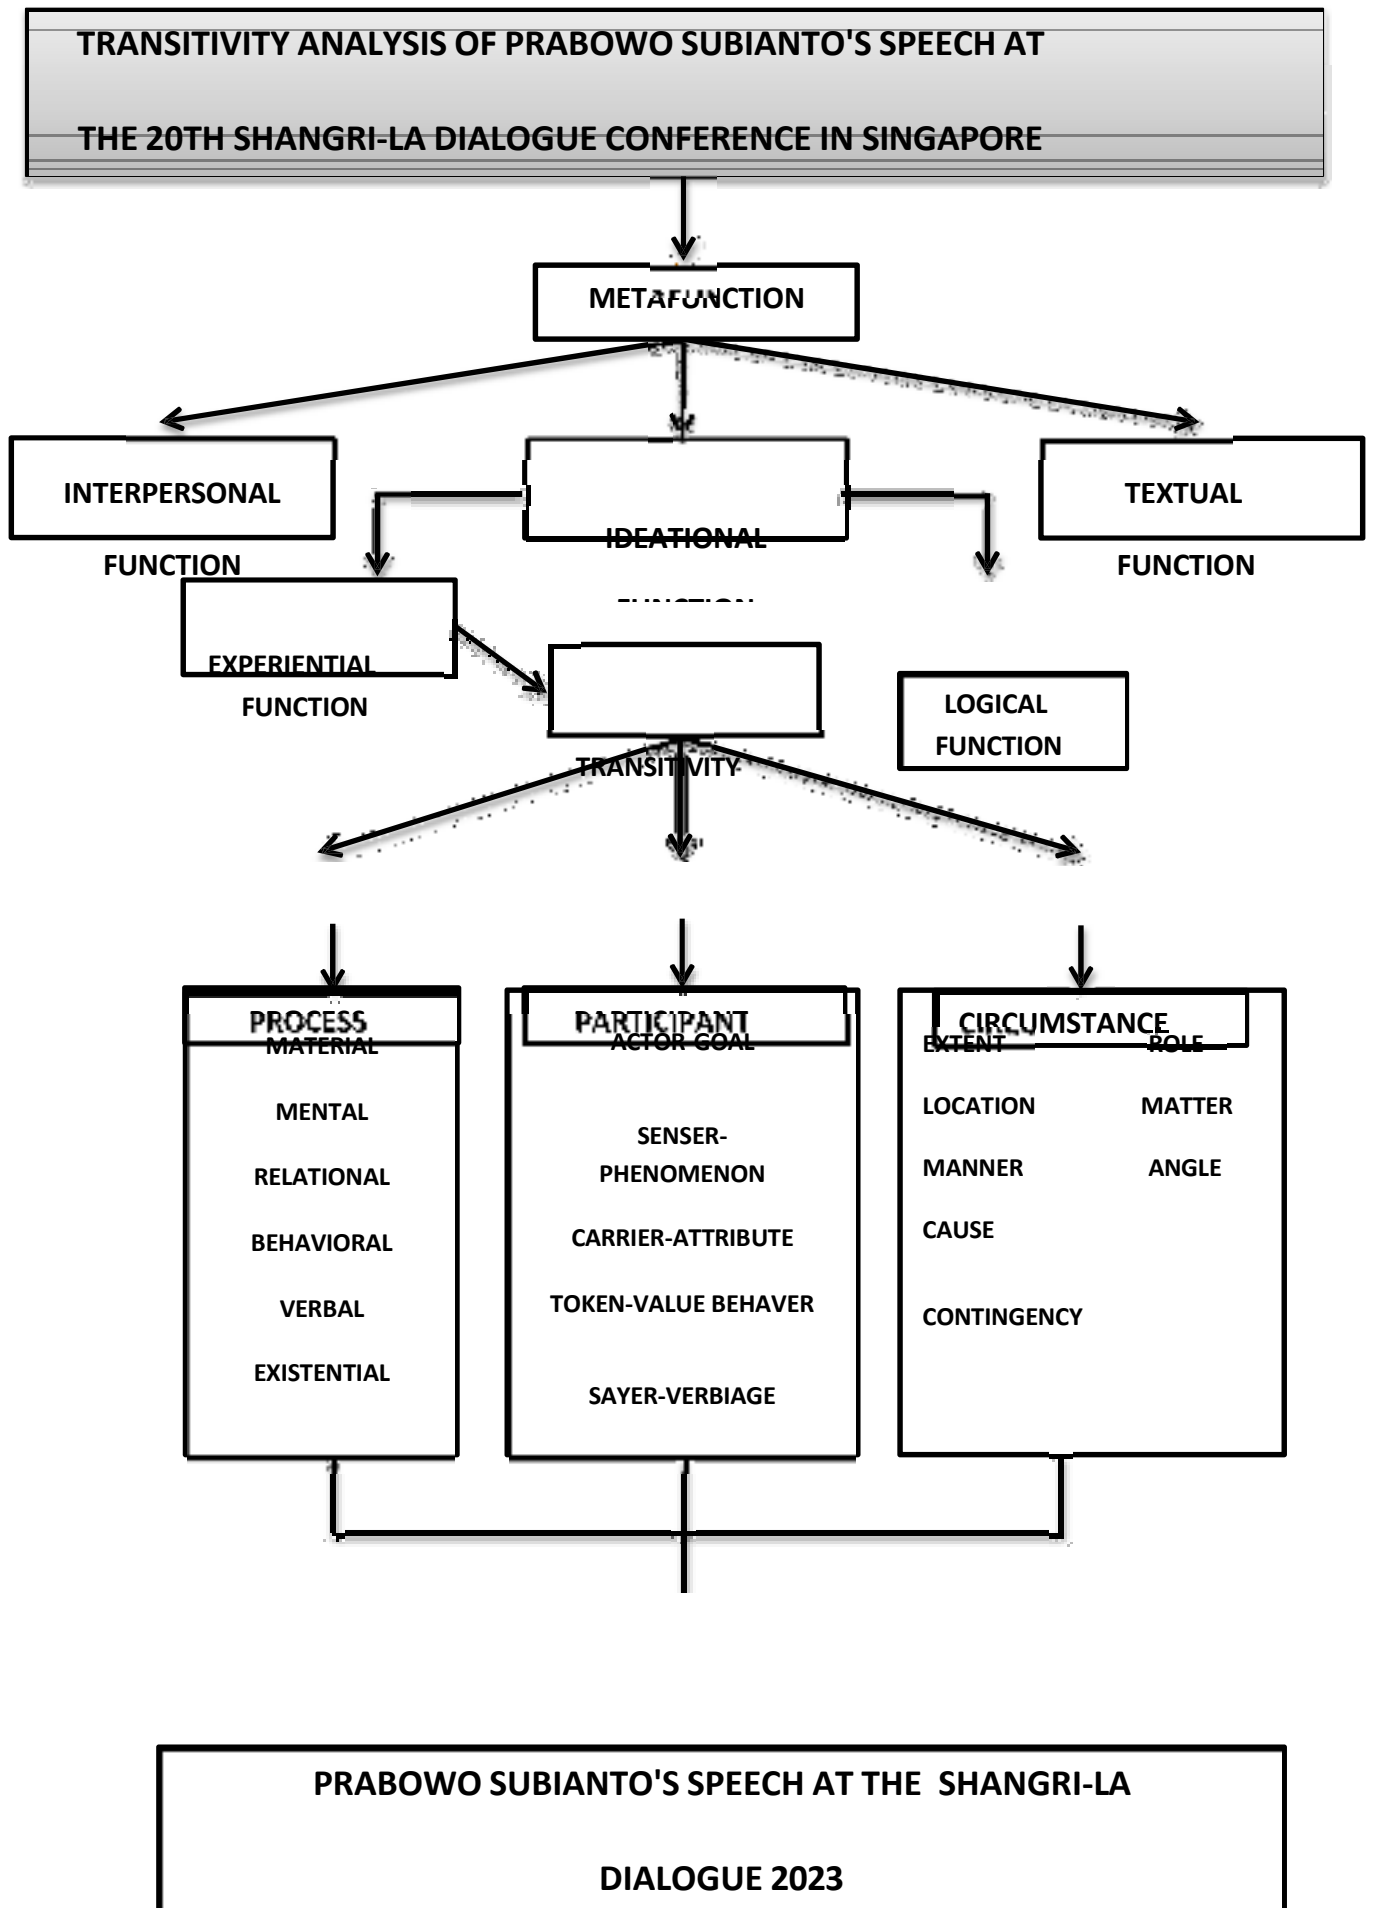 TRANSITIVITY ANALYSIS OF PRABOWO SUBIANTO'S SPEECH AT
THE 20TH SHANGRI-LA DIALOGUE CONFERENCE IN SINGAPORE
METAFUNCTION
INTERPERSONAL
FUNCTION
IDEATIONAL
FUNCTION
TEXTUAL
FUNCTION
EXPERIENTIAL
FUNCTION
LOGICAL
FUNCTION
TRANSITIVITY
PROCESS
MATERIAL
MENTAL
RELATIONAL
BEHAVIORAL
VERBAL
EXISTENTIAL
PARTICIPANT
ACTOR GOAL
SENSER-
PHENOMENON
CARRIER-ATTRIBUTE
TOKEN-VALUE BEHAVER
SAYER-VERBIAGE
CIRCUMSTANCE
EXTENT ROLE
LOCATION MATTER
MANNER ANGLE
CAUSE
CONTINGENCY
PRABOWO SUBIANTO'S SPEECH AT THE SHANGRI-LA
DIALOGUE 2023